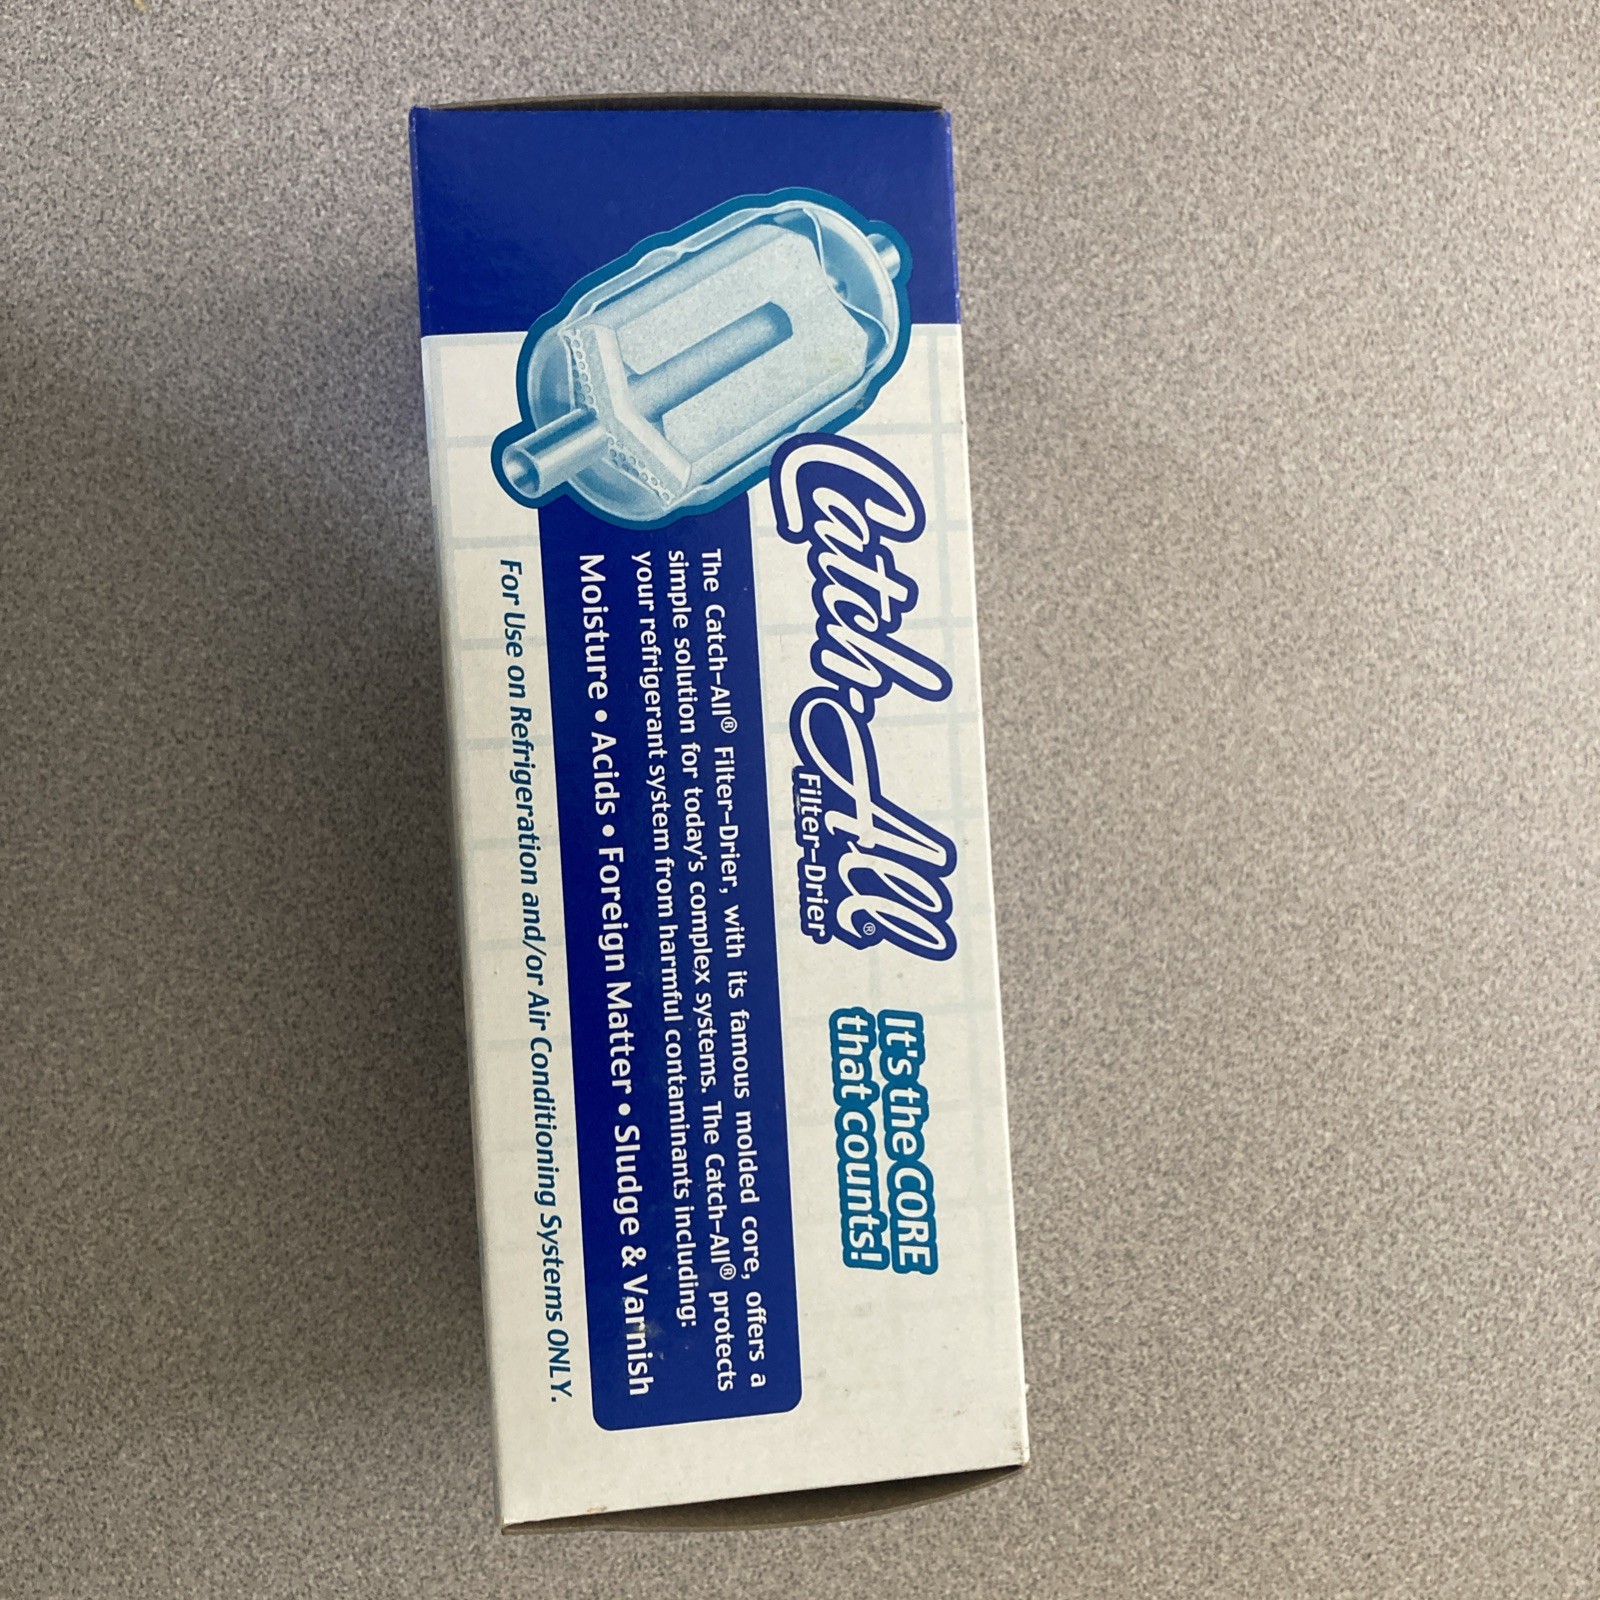 Catch-All®
Filter-Drier
It's the CORE
that counts!
The Catch-All® Filter-Drier, with its famous molded core, offers a
simple solution for today's complex systems. The Catch-All® protects
your refrigerant system from harmful contaminants including:
Moisture • Acids • Foreign Matter • Sludge & Varnish
For Use on Refrigeration and/or Air Conditioning Systems ONLY.